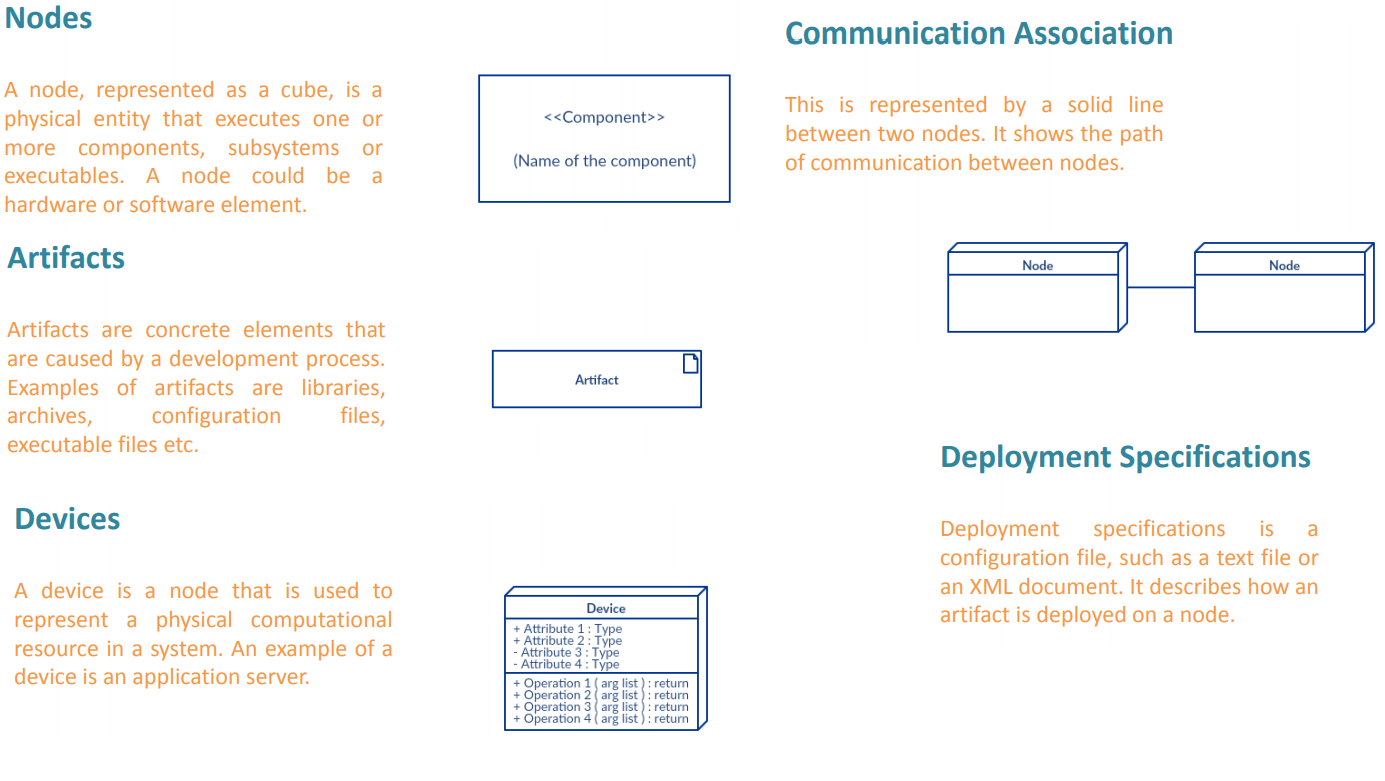 Nodes
A node, represented as a cube, is a
physical entity that executes one or
more components, subsystems or
executables. A node could be a
hardware or software element.
<<Component>>
(Name of the component)
Artifacts
Artifacts are concrete elements that
are caused by a development process.
Examples of artifacts are libraries,
archives, configuration files,
executable files etc.
Artifact
Devices
A device is a node that is used to
represent a physical computational
resource in a system. An example of a
device is an application server.
Device
+ Attribute 1 : Type
+ Attribute 2 : Type
- Attribute 3 : Type
- Attribute 4 : Type
+ Operation 1 ( arg list ) : return
+ Operation 2 ( arg list ) : return
+ Operation 3 ( arg list ) : return
+ Operation 4 ( arg list ) : return
Communication Association
This is represented by a solid line
between two nodes. It shows the path
of communication between nodes.
Node
Node
Deployment Specifications
Deployment specifications is a
configuration file, such as a text file or
an XML document. It describes how an
artifact is deployed on a node.